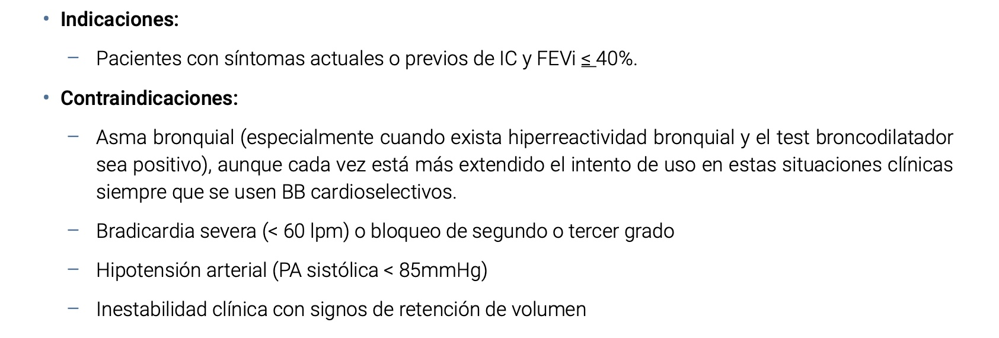 • Indicaciones:
– Pacientes con síntomas actuales o previos de IC y FEVi ≤ 40%.
• Contraindicaciones:
– Asma bronquial (especialmente cuando exista hiperreactividad bronquial y el test broncodilatador
sea positivo), aunque cada vez está más extendido el intento de uso en estas situaciones clínicas
siempre que se usen BB cardioselectivos.
– Bradicardia severa (< 60 lpm) o bloqueo de segundo o tercer grado
– Hipotensión arterial (PA sistólica < 85mmHg)
– Inestabilidad clínica con signos de retención de volumen